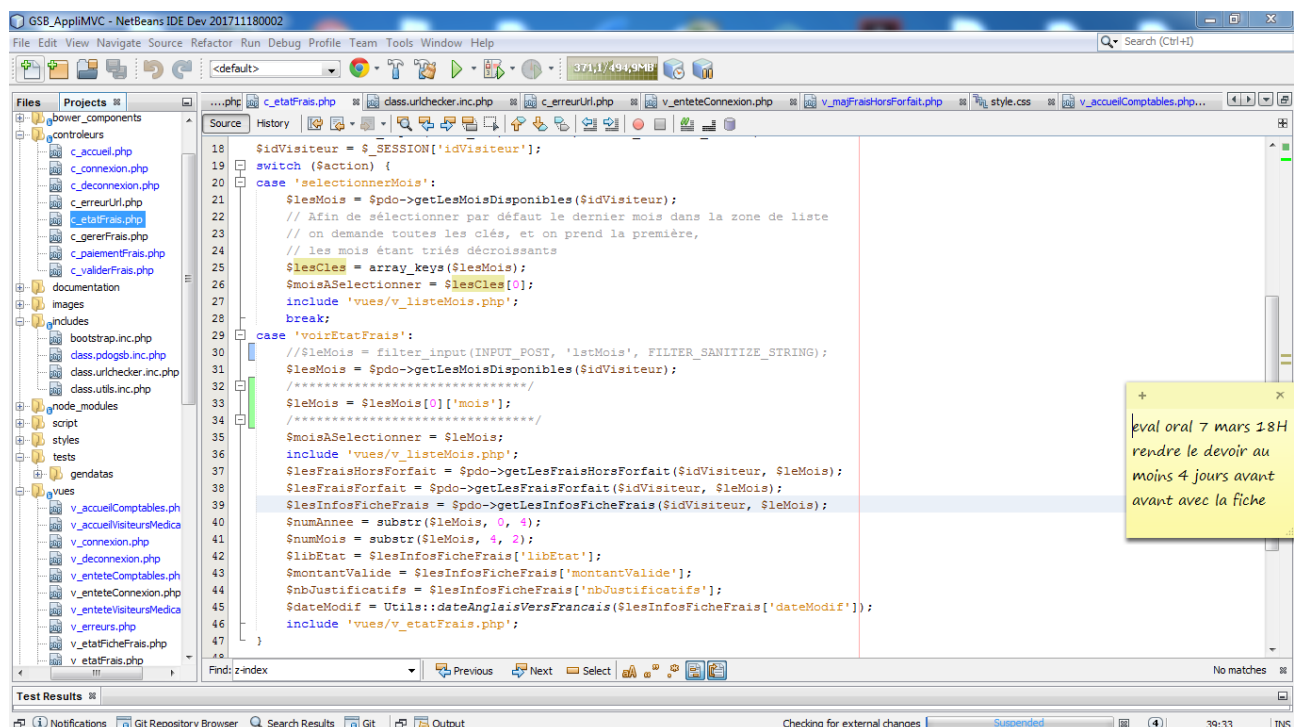 GSB_AppliMVC - NetBeans IDE Dev 201711180002
File Edit View Navigate Source Refactor Run Debug Profile Team Tools Window Help
Search (Ctrl+I)
<default>
371,1/494,9MB
Files Projects
....php c_etatFrais.php class.urlchecker.inc.php c_erreurUrl.php v_enteteConnexion.php v_majFraisHorsForfait.php style.css v_accueilComptables.php...
Source History
bower_components
controleurs
c_accueil.php
c_connexion.php
c_deconnexion.php
c_erreurUrl.php
c_etatFrais.php
c_gererFrais.php
c_paiementFrais.php
c_validerFrais.php
documentation
images
includes
bootstrap.inc.php
class.pdogsb.inc.php
class.urlchecker.inc.php
class.utils.inc.php
node_modules
script
styles
tests
gendatas
vues
v_accueilComptables.ph
v_accueilVisiteursMedica
v_connexion.php
v_deconnexion.php
v_enteteComptables.ph
v_enteteConnexion.php
v_enteteVisiteursMedica
v_erreurs.php
v_etatFicheFrais.php
v_etatFrais.php
18 $idVisiteur = $_SESSION['idVisiteur'];
19 switch ($action) {
20 case 'selectionnerMois':
21 $lesMois = $pdo->getLesMoisDisponibles($idVisiteur);
22 // Afin de sélectionner par défaut le dernier mois dans la zone de liste
23 // on demande toutes les clés, et on prend la première,
24 // les mois étant triés décroissants
25 $lesCles = array_keys($lesMois);
26 $moisASelectionner = $lesCles[0];
27 include 'vues/v_listeMois.php';
28 break;
29 case 'voirEtatFrais':
30 //$leMois = filter_input(INPUT_POST, 'lstMois', FILTER_SANITIZE_STRING);
31 $lesMois = $pdo->getLesMoisDisponibles($idVisiteur);
32 /******************************/
33 $leMois = $lesMois[0]['mois'];
34 /*******************************/
35 $moisASelectionner = $leMois;
36 include 'vues/v_listeMois.php';
37 $lesFraisHorsForfait = $pdo->getLesFraisHorsForfait($idVisiteur, $leMois);
38 $lesFraisForfait = $pdo->getLesFraisForfait($idVisiteur, $leMois);
39 $lesInfosFicheFrais = $pdo->getLesInfosFicheFrais($idVisiteur, $leMois);
40 $numAnnee = substr($leMois, 0, 4);
41 $numMois = substr($leMois, 4, 2);
42 $libEtat = $lesInfosFicheFrais['libEtat'];
43 $montantValide = $lesInfosFicheFrais['montantValide'];
44 $nbJustificatifs = $lesInfosFicheFrais['nbJustificatifs'];
45 $dateModif = Utils::dateAnglaisVersFrancais($lesInfosFicheFrais['dateModif']);
46 include 'vues/v_etatFrais.php';
47 }
48
eval oral 7 mars 18H
rendre le devoir au
moins 4 jours avant
avant avec la fiche
Find: z-index Previous Next Select No matches
Test Results
Notifications Git Repository Browser Search Results Git Output Checking for external changes Suspended 4 39:33 INS